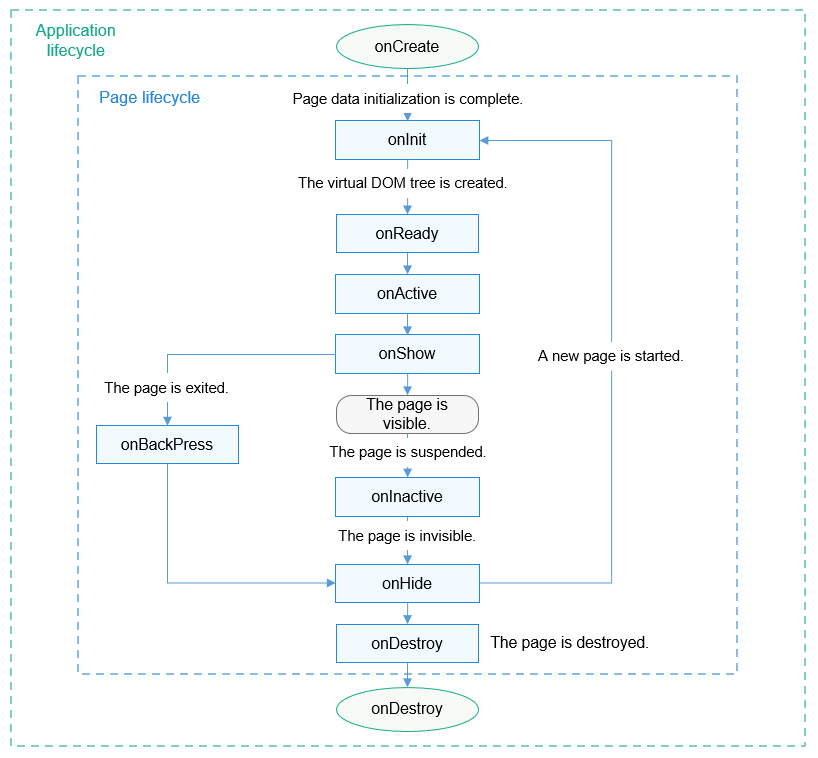 Application
lifecycle
onCreate
Page lifecycle
Page data initialization is complete.
onInit
The virtual DOM tree is created.
onReady
onActive
onShow
A new page is started.
The page is exited.
The page is
visible.
onBackPress
The page is suspended.
onInactive
The page is invisible.
onHide
onDestroy
The page is destroyed.
onDestroy